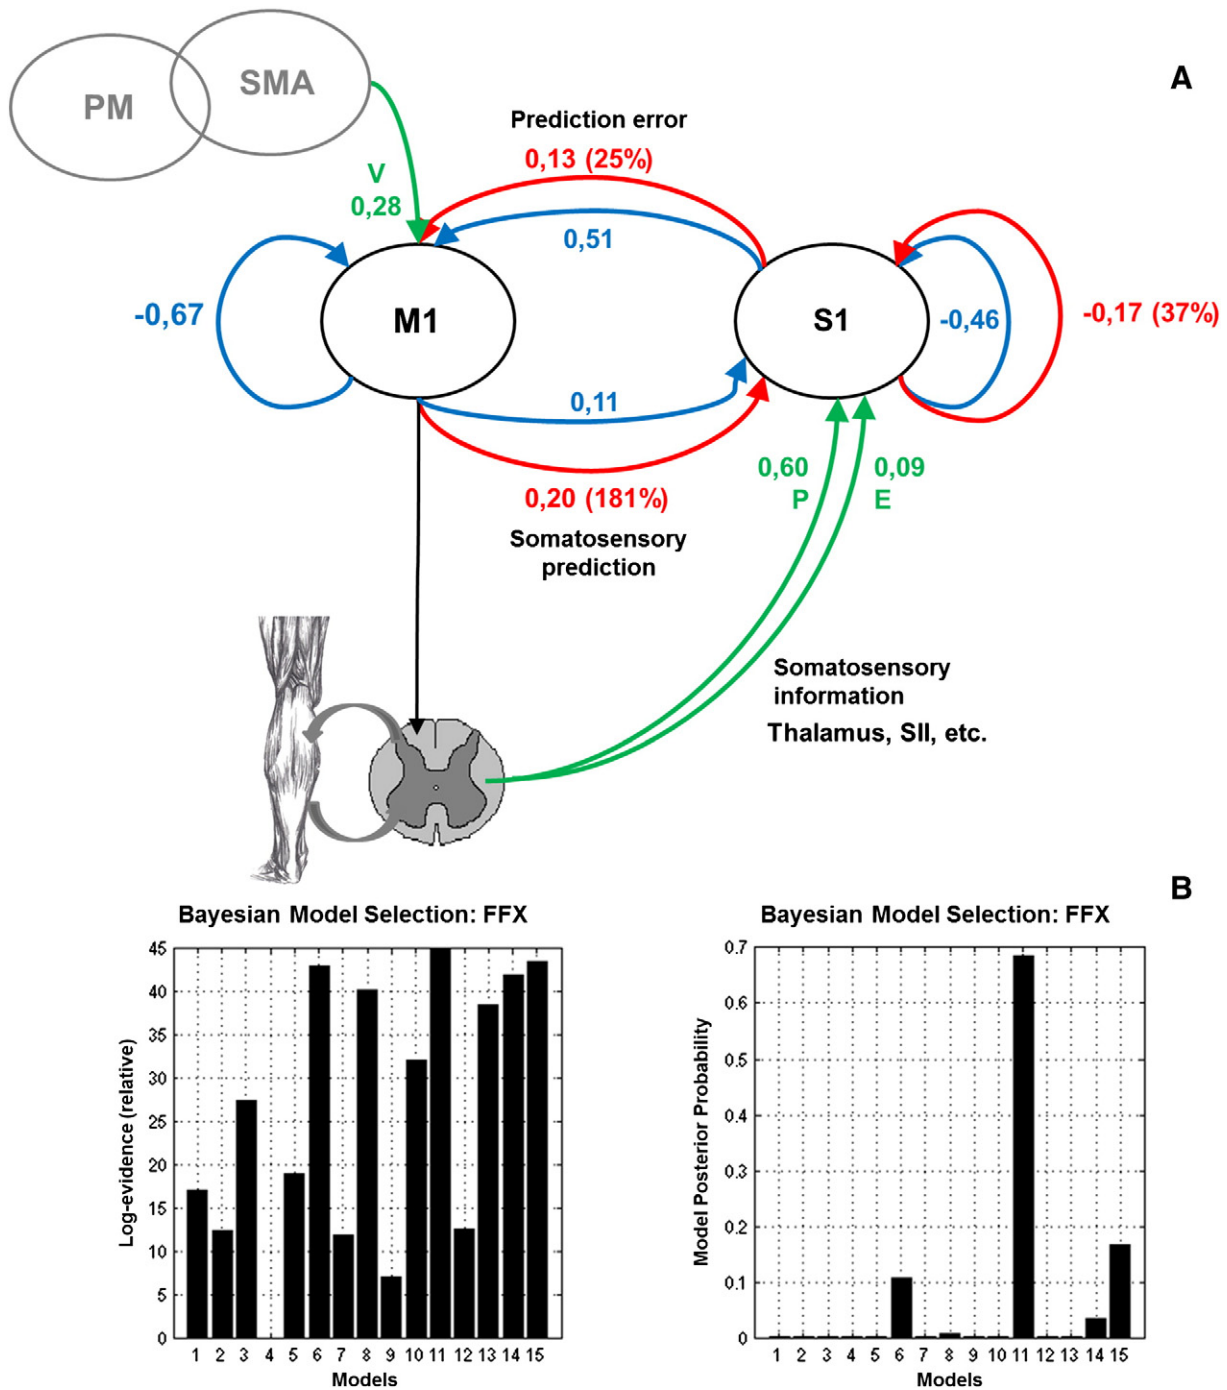 A
PM
SMA
Prediction error
0,13 (25%)
V
0,28
0,51
-0,67
M1
S1
-0,46
-0,17 (37%)
0,11
0,60
P
0,09
E
0,20 (181%)
Somatosensory
prediction
Somatosensory
information
Thalamus, SII, etc.
B
Bayesian Model Selection: FFX
45
40
35
30
25
20
15
10
5
0
Log-evidence (relative)
1 2 3 4 5 6 7 8 9 10 11 12 13 14 15
Models
Bayesian Model Selection: FFX
0.7
0.6
0.5
0.4
0.3
0.2
0.1
0
Model Posterior Probability
1 2 3 4 5 6 7 8 9 10 11 12 13 14 15
Models